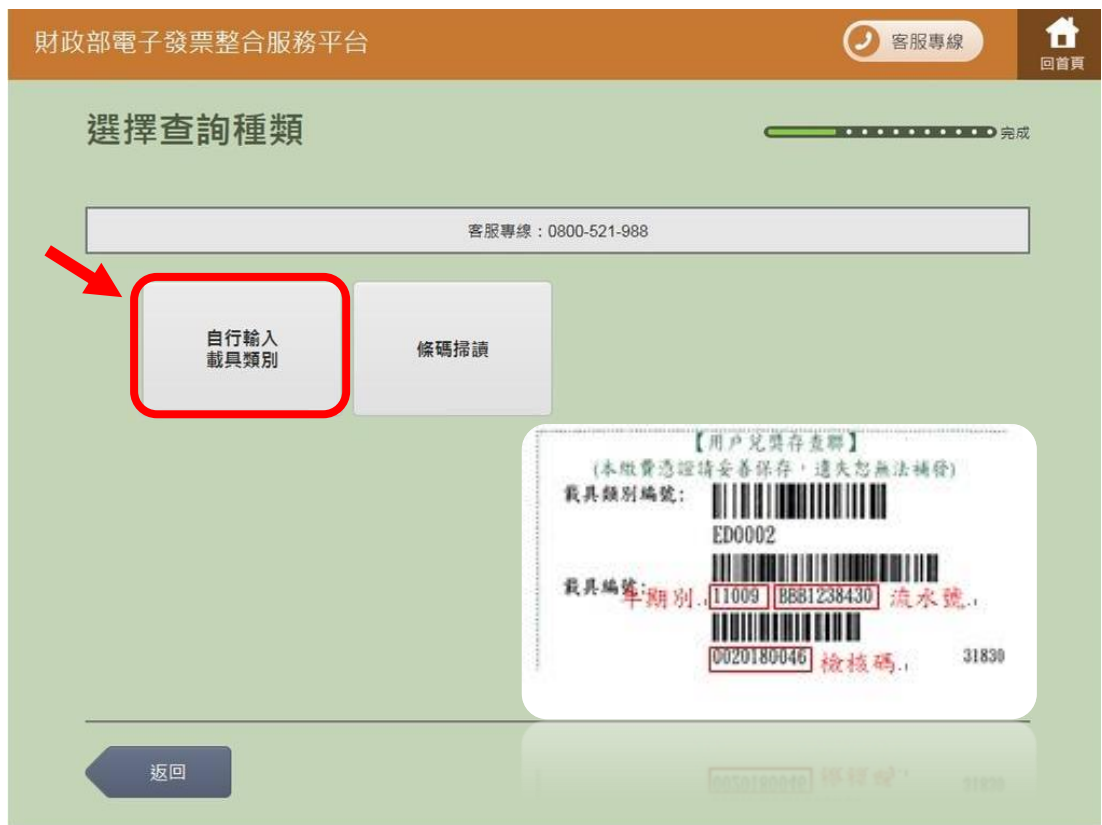 財政部電子發票整合服務平台
客服專線
回首頁
選擇查詢種類
完成
客服專線：0800-521-988
自行輸入
載具類別
條碼掃讀
【用戶兌獎存查聯】
(本繳費憑證請妥善保存，遺失恕無法補發)
載具類別編號：
ED0002
載具編號：
年期別 11009 BBB1238430 流水號
0020180046 檢核碼 31830
返回